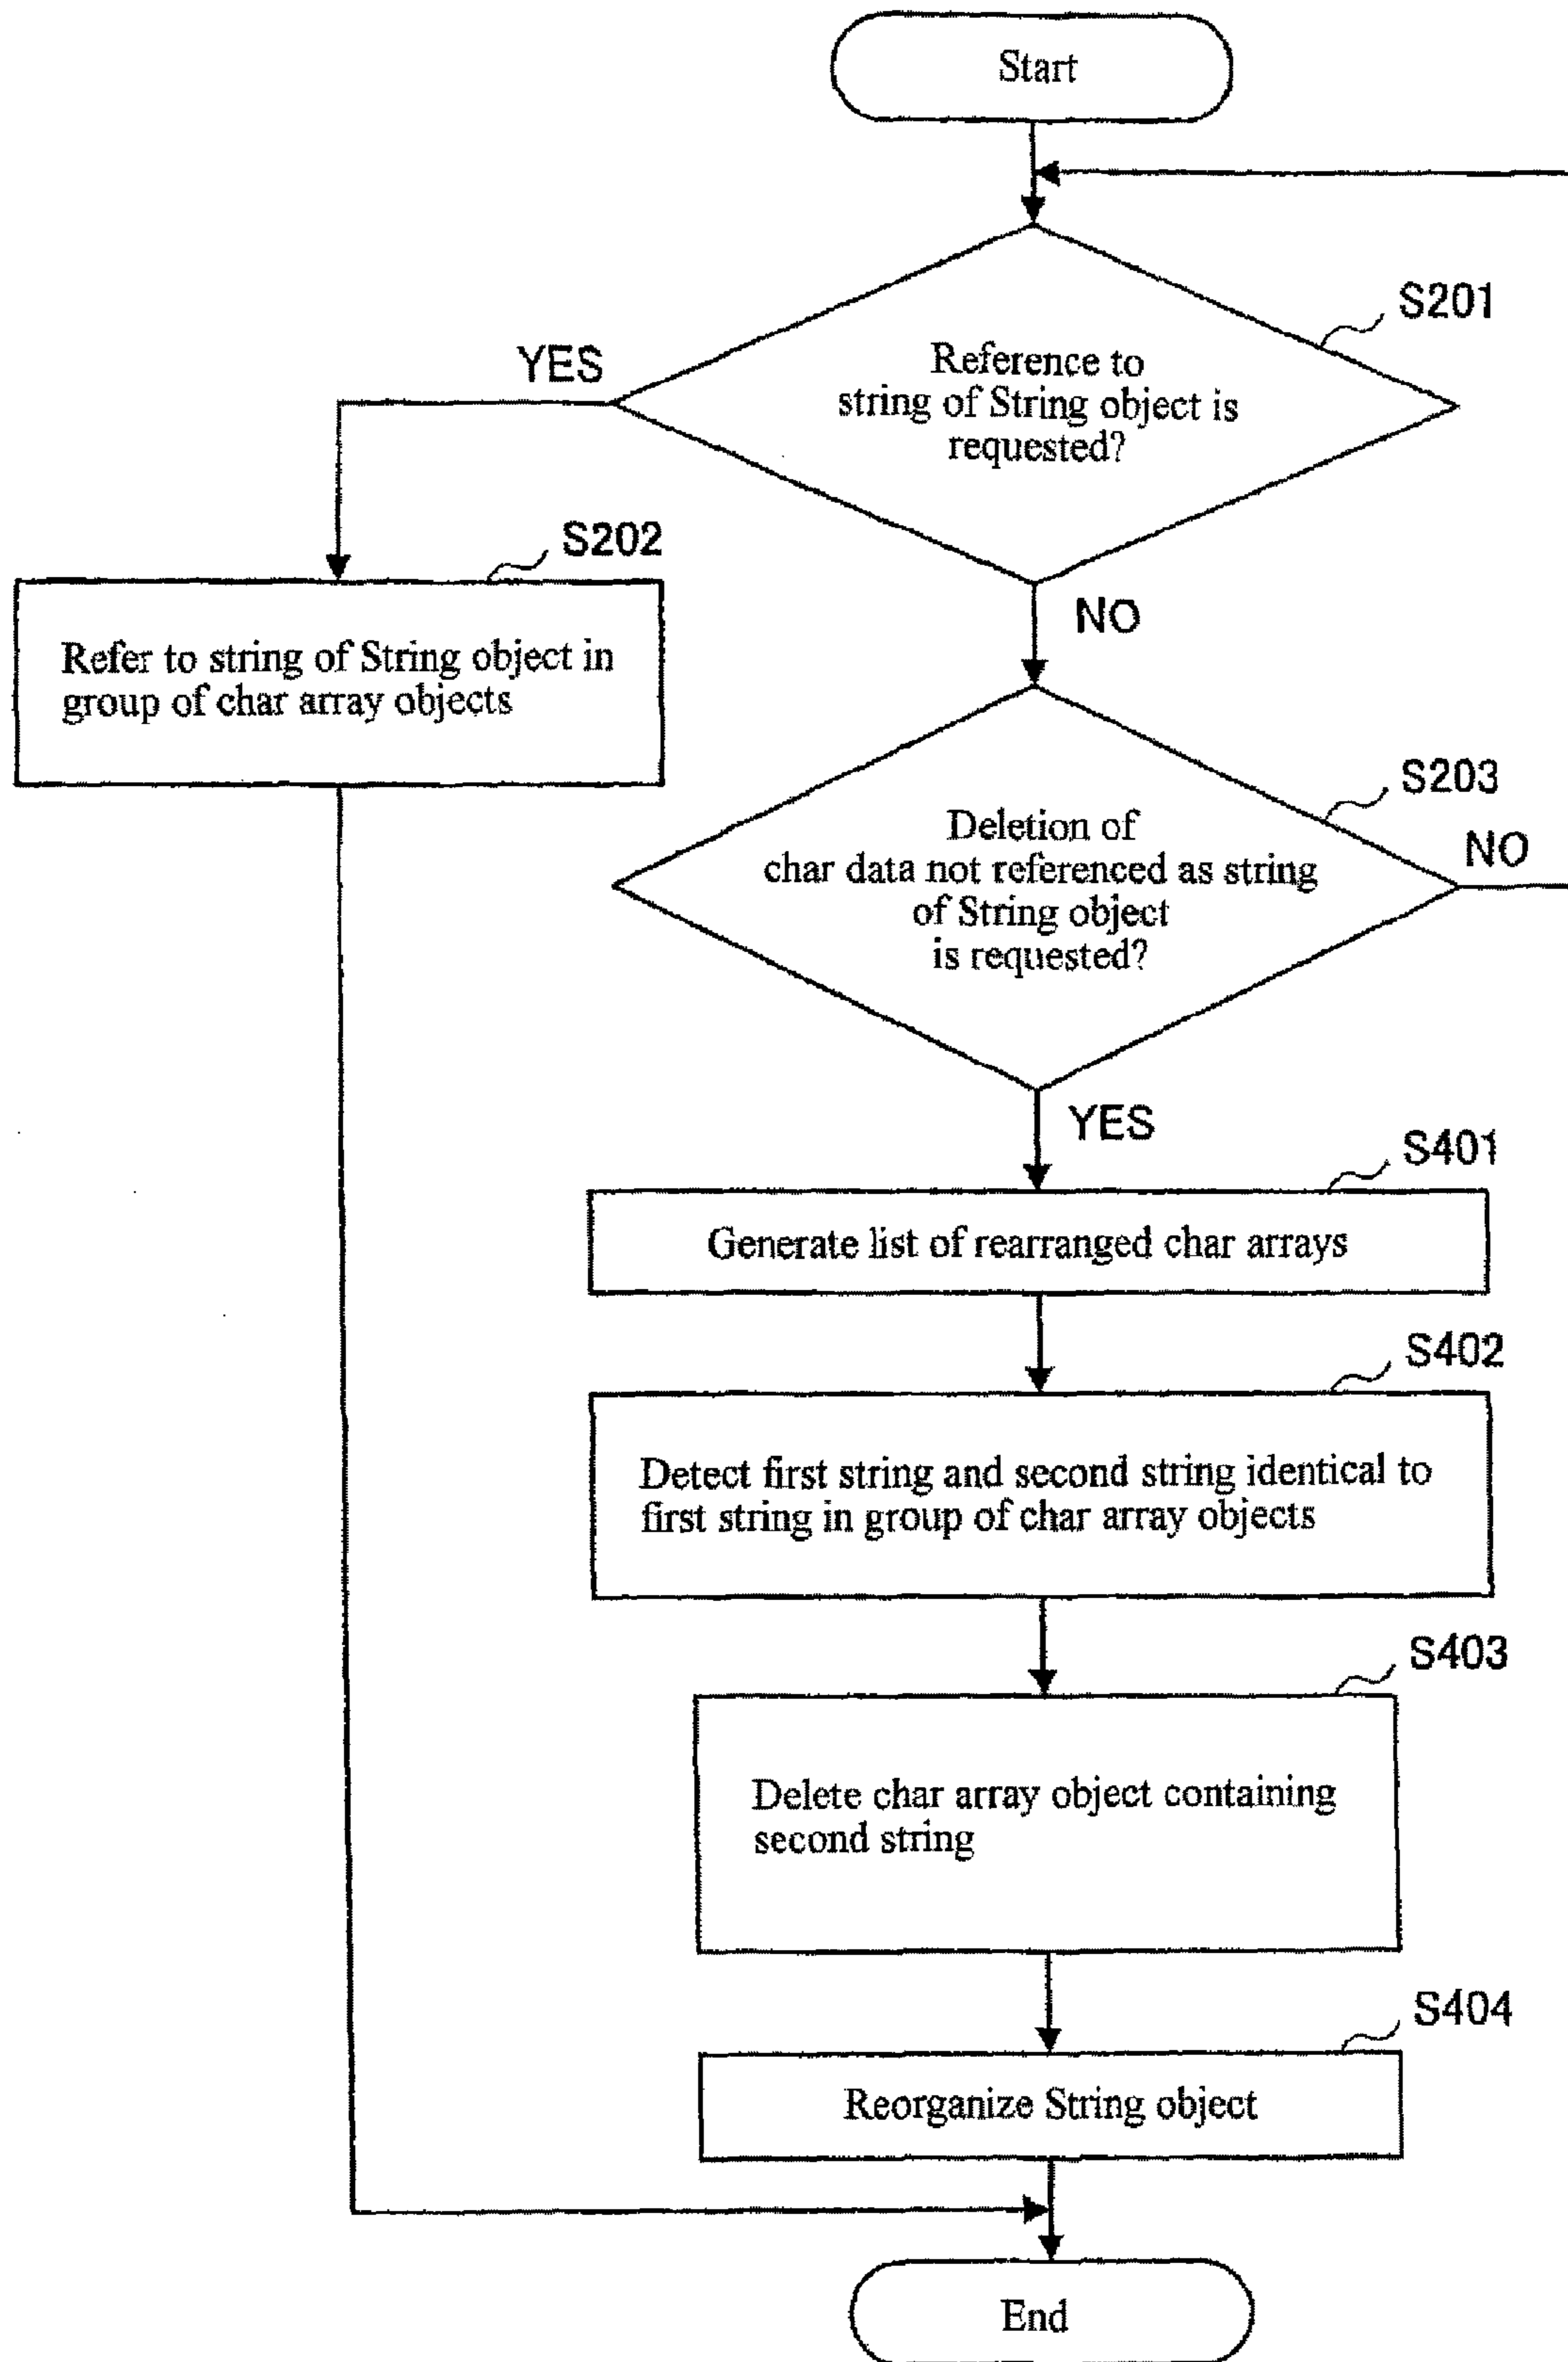 Start
S201
YES
Reference to
string of String object is
requested?
S202
NO
Refer to string of String object in
group of char array objects
S203
Deletion of
char data not referenced as string
of String object
is requested?
NO
YES
S401
Generate list of rearranged char arrays
S402
Detect first string and second string identical to
first string in group of char array objects
S403
Delete char array object containing
second string
S404
Reorganize String object
End